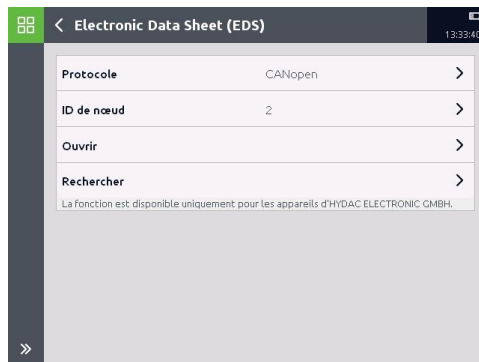 Electronic Data Sheet (EDS)
13:33:40
Protocole CANopen
ID de nœud 2
Ouvrir
Rechercher
La fonction est disponible uniquement pour les appareils d'HYDAC ELECTRONIC GMBH.